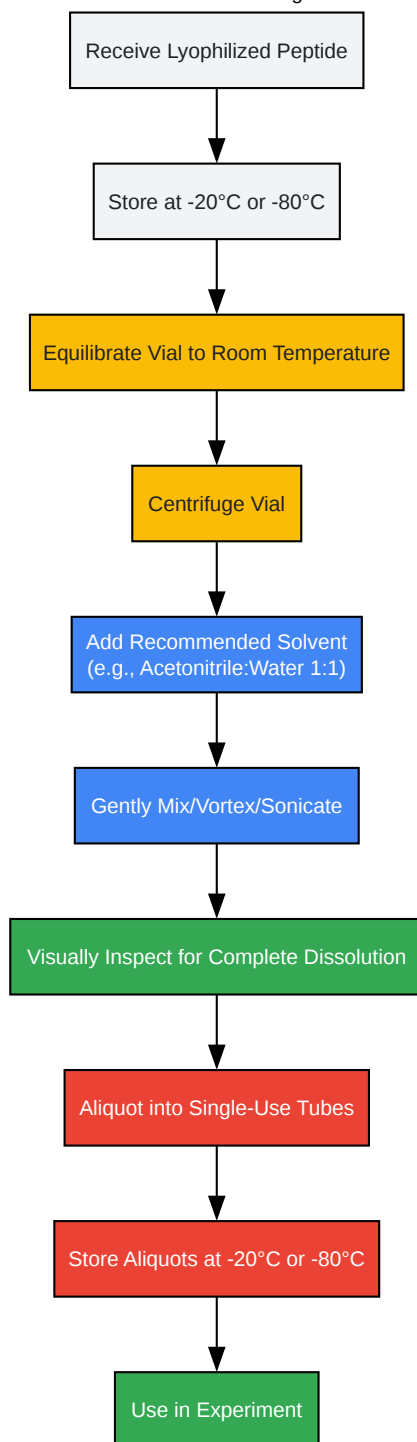 Receive Lyophilized Peptide
Store at -20°C or -80°C
Equilibrate Vial to Room Temperature
Centrifuge Vial
Add Recommended Solvent
(e.g., Acetonitrile:Water 1:1)
Gently Mix/Vortex/Sonicate
Visually Inspect for Complete Dissolution
Aliquot into Single-Use Tubes
Store Aliquots at -20°C or -80°C
Use in Experiment